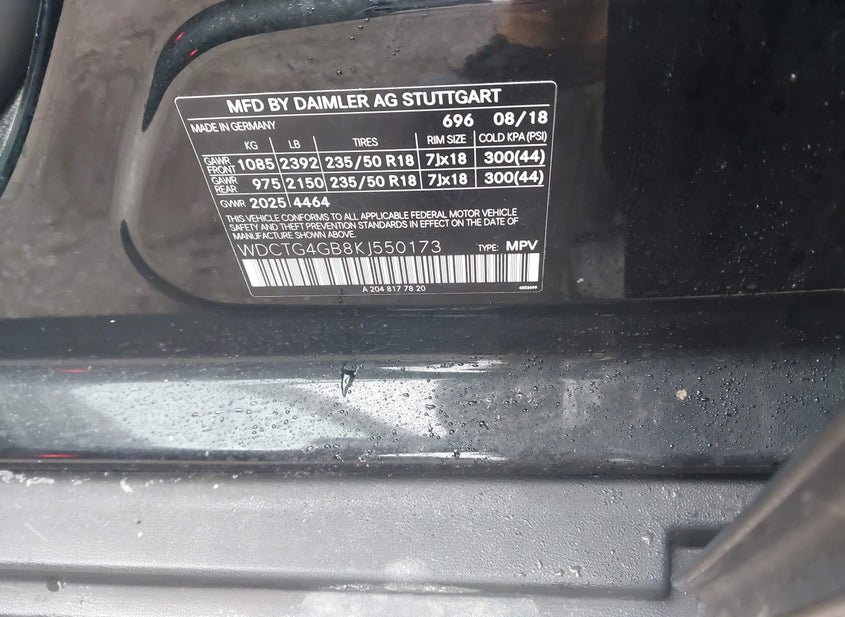 MFD BY DAIMLER AG STUTTGART
MADE IN GERMANY 696 08/18
KG LB TIRES RIM SIZE COLD KPA (PSI)
GAWR FRONT 1085 2392 235/50 R18 7Jx18 300(44)
GAWR REAR 975 2150 235/50 R18 7Jx18 300(44)
GVWR 2025 4464
THIS VEHICLE CONFORMS TO ALL APPLICABLE FEDERAL MOTOR VEHICLE
SAFETY AND THEFT PREVENTION STANDARDS IN EFFECT ON THE DATE OF
MANUFACTURE SHOWN ABOVE.
WDCTG4GB8KJ550173 TYPE: MPV
A 204 817 78 20